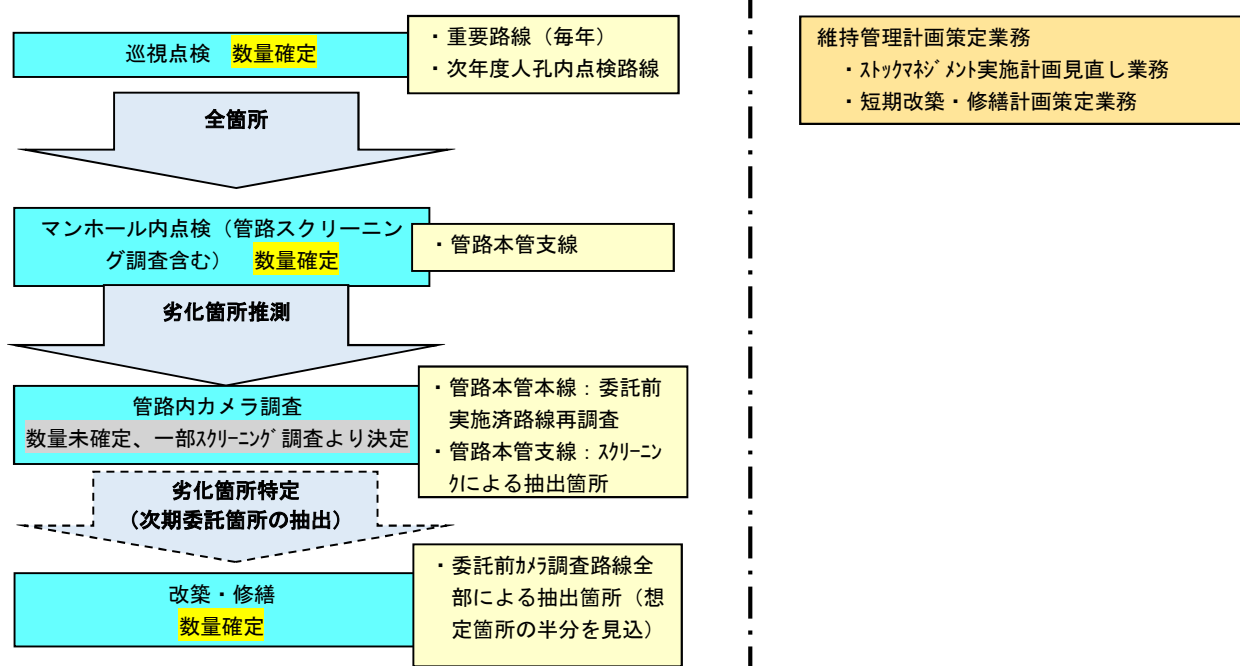 巡視点検　数量確定
・重要路線（毎年）
・次年度人孔内点検路線
全箇所
マンホール内点検（管路スクリーニン
グ調査含む）　数量確定
・管路本管支線
劣化箇所推測
管路内カメラ調査
数量未確定、一部ｽｸﾘｰﾆﾝｸﾞ調査より決定
・管路本管本線：委託前
実施済路線再調査
・管路本管支線：ｽｸﾘｰﾆﾝ
ｸによる抽出箇所
劣化箇所特定
（次期委託箇所の抽出）
改築・修繕
数量確定
・委託前ｶﾒﾗ調査路線全
部による抽出箇所（想
定箇所の半分を見込）
維持管理計画策定業務
・ｽﾄｯｸﾏﾈｼﾞﾒﾝﾄ実施計画見直し業務
・短期改築・修繕計画策定業務